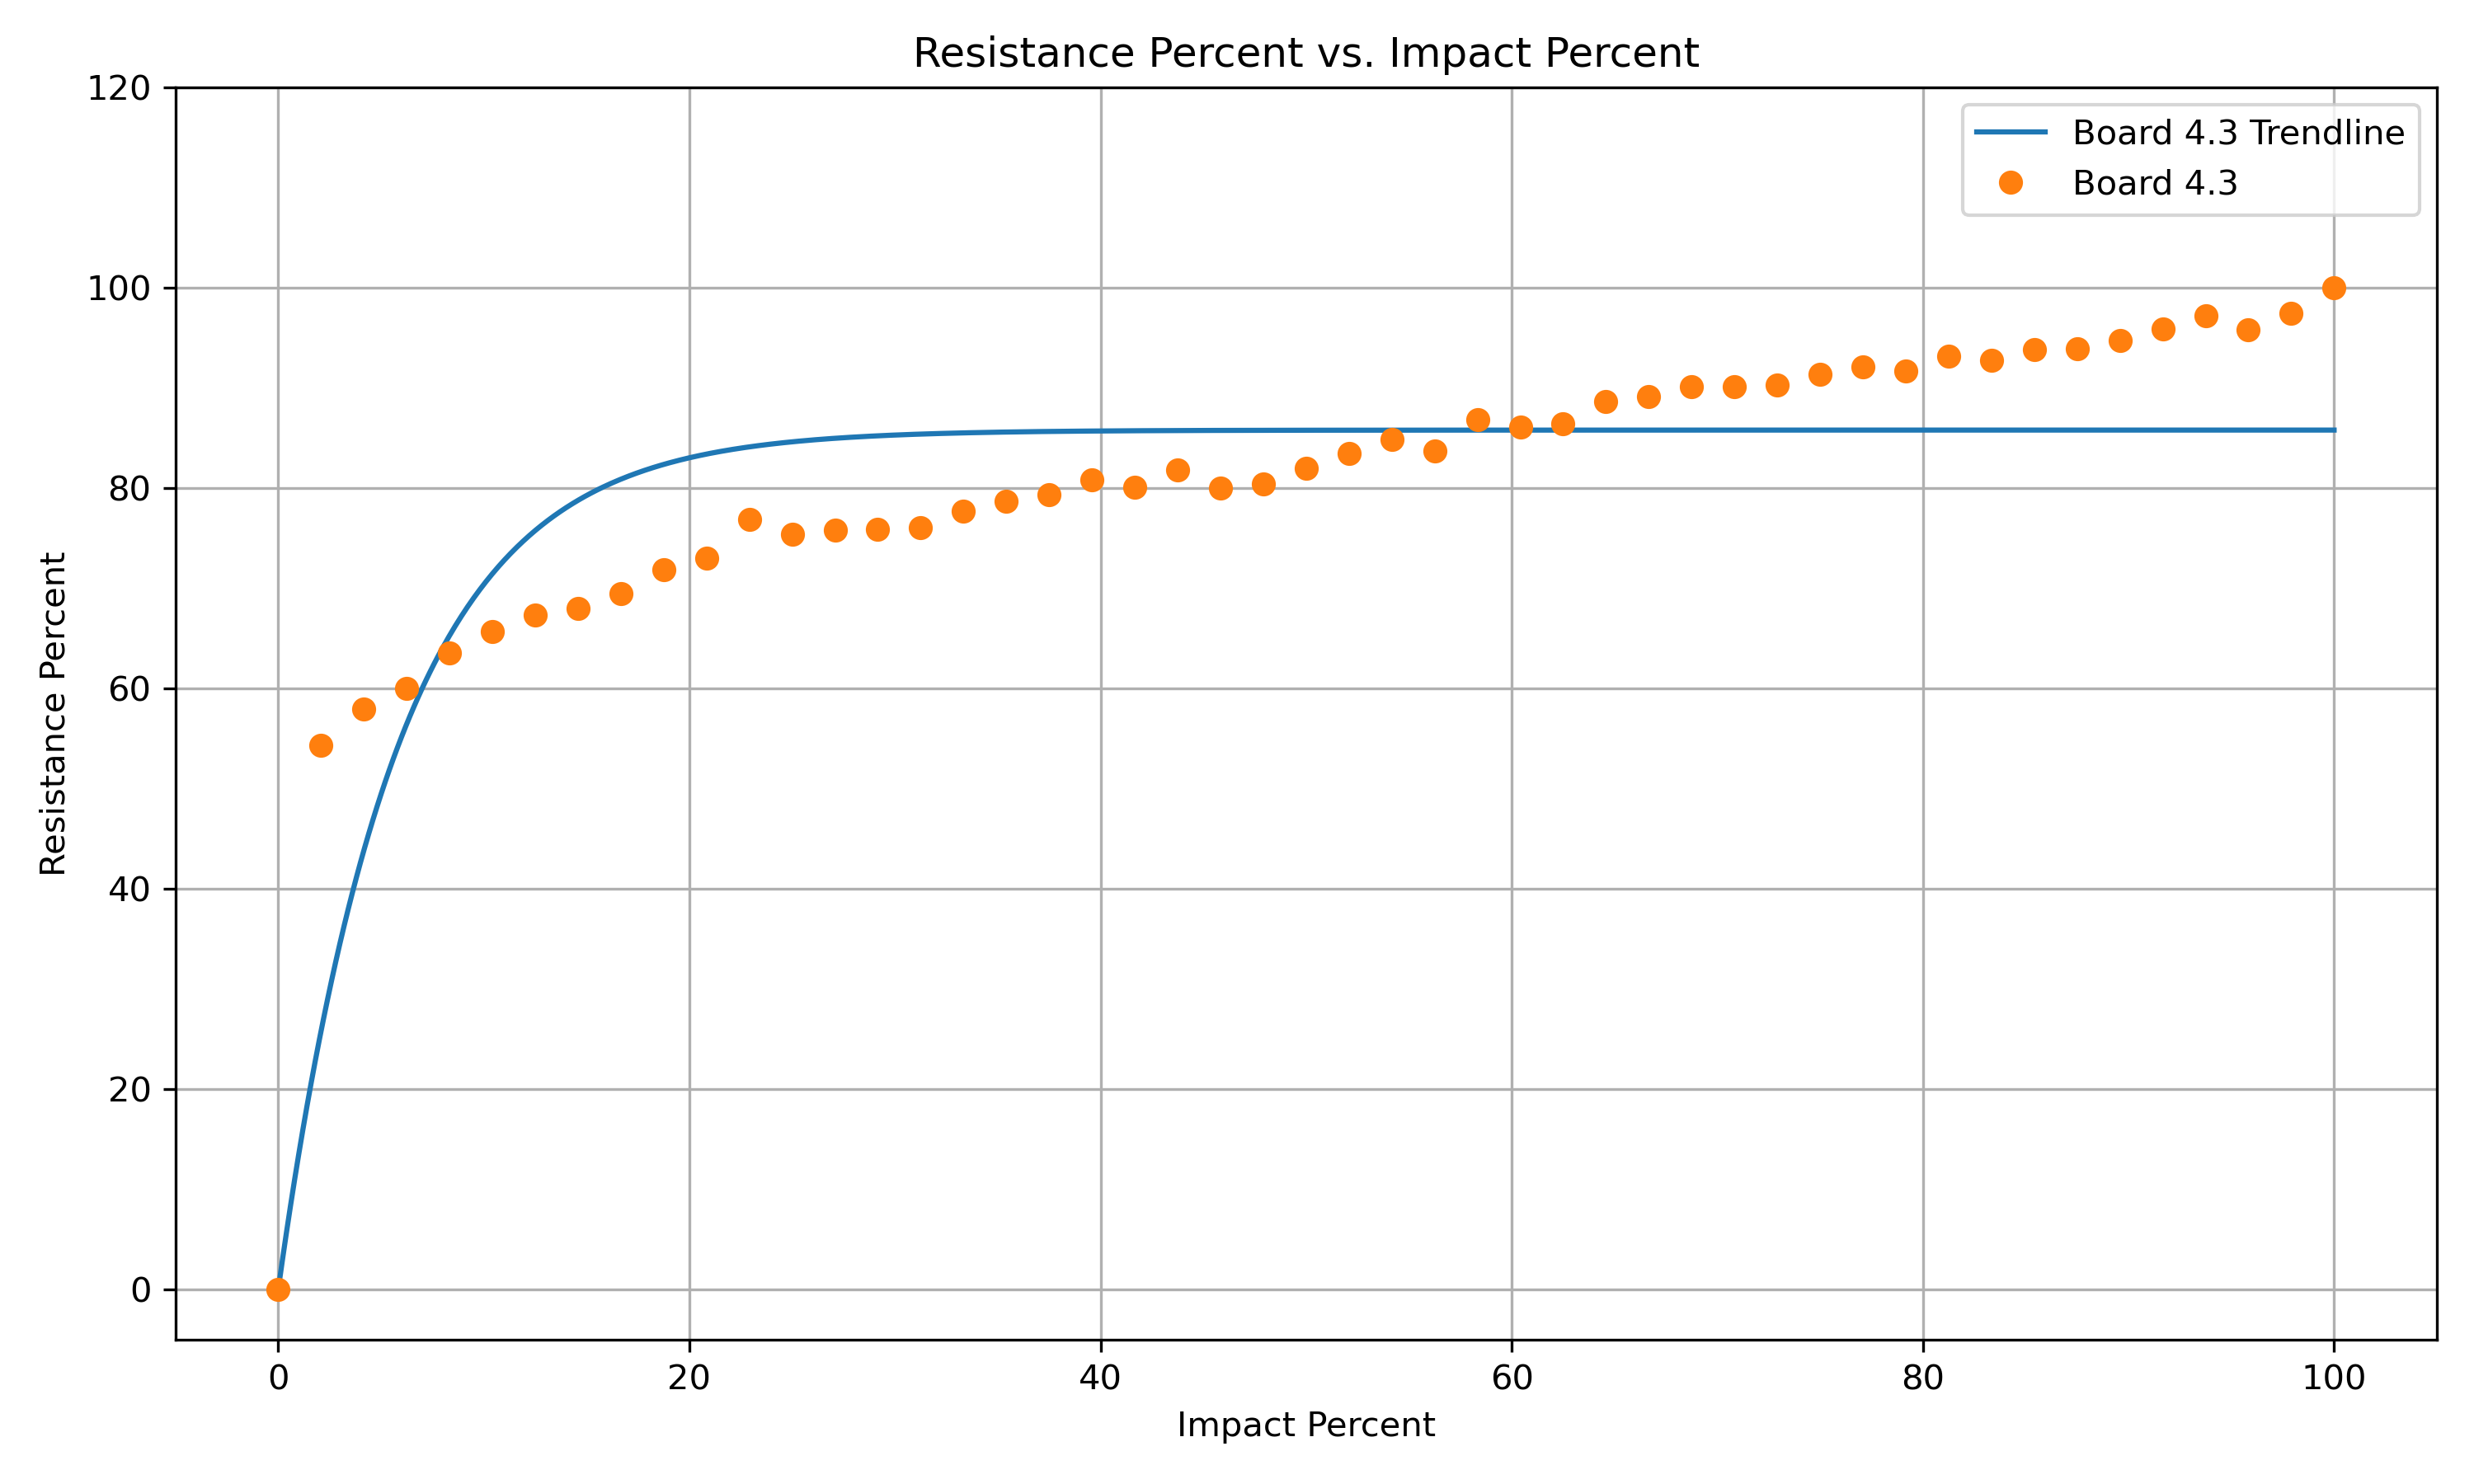 Resistance Percent vs. Impact Percent
120
100
80
60
40
20
0
Resistance Percent
Board 4.3 Trendline
Board 4.3
0 20 40 60 80 100
Impact Percent